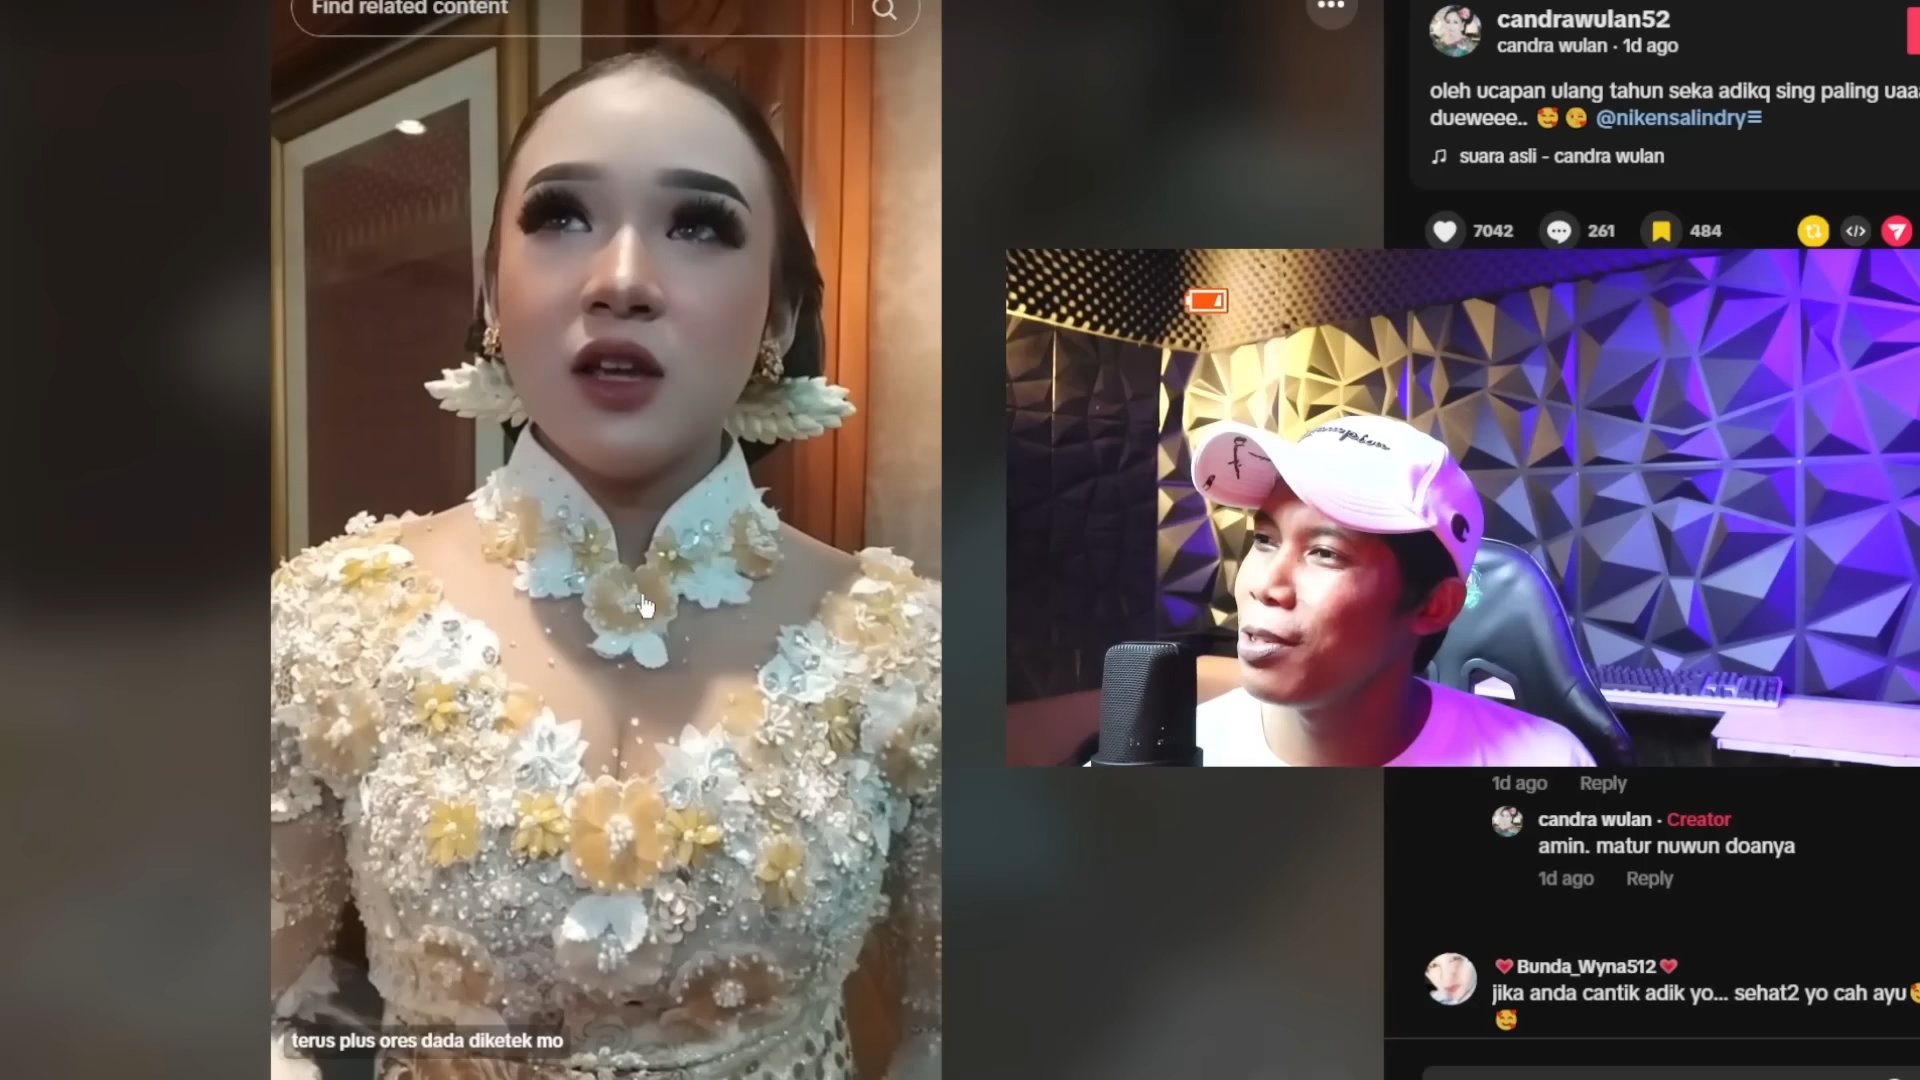 Find related content
candrawulan52
candra wulan · 1d ago
oleh ucapan ulang tahun seka adikq sing paling uaaa
dueweee.. 🥰 😘 @nikensalindry≡
suara asli - candra wulan
7042
261
484
1d ago Reply
candra wulan · Creator
amin. matur nuwun doanya
1d ago Reply
❤️Bunda_Wyna512❤️
jika anda cantik adik yo... sehat2 yo cah ayu🥰
🥰
terus plus ores dada diketek mo